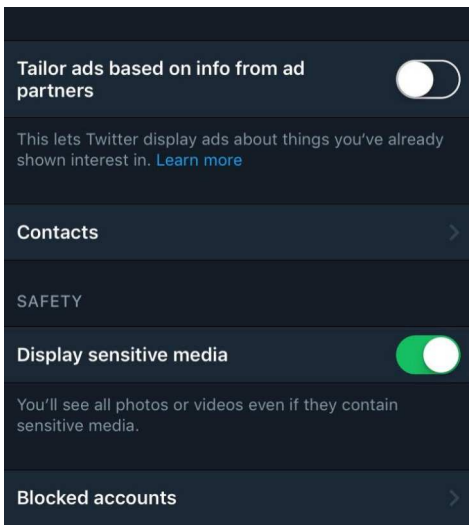 Tailor ads based on info from ad
partners
This lets Twitter display ads about things you’ve already
shown interest in. Learn more
Contacts
SAFETY
Display sensitive media
You’ll see all photos or videos even if they contain
sensitive media.
Blocked accounts